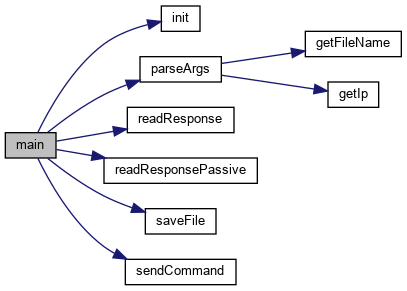 init
getFileName
parseArgs
getIp
readResponse
main
readResponsePassive
saveFile
sendCommand